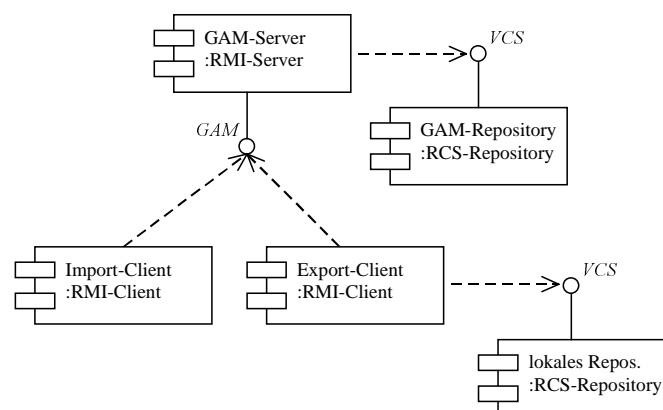 GAM-Server
:RMI-Server
VCS
GAM
GAM-Repository
:RCS-Repository
Import-Client
:RMI-Client
Export-Client
:RMI-Client
VCS
lokales Repos.
:RCS-Repository